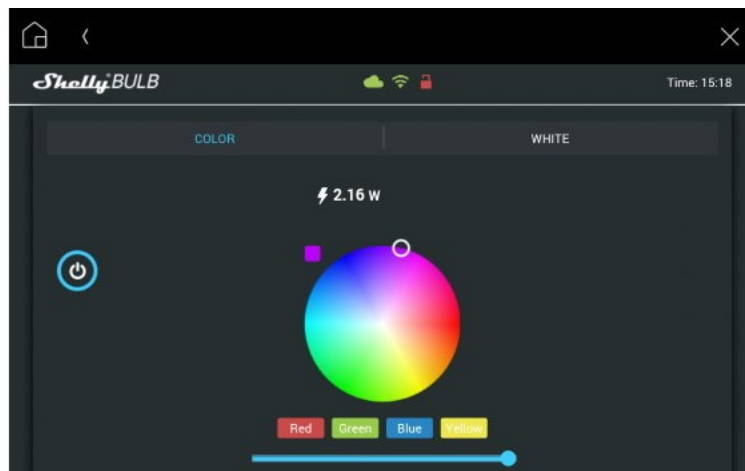 Shelly BULB
Time: 15:18
COLOR
WHITE
2.16 W
Red
Green
Blue
Yellow